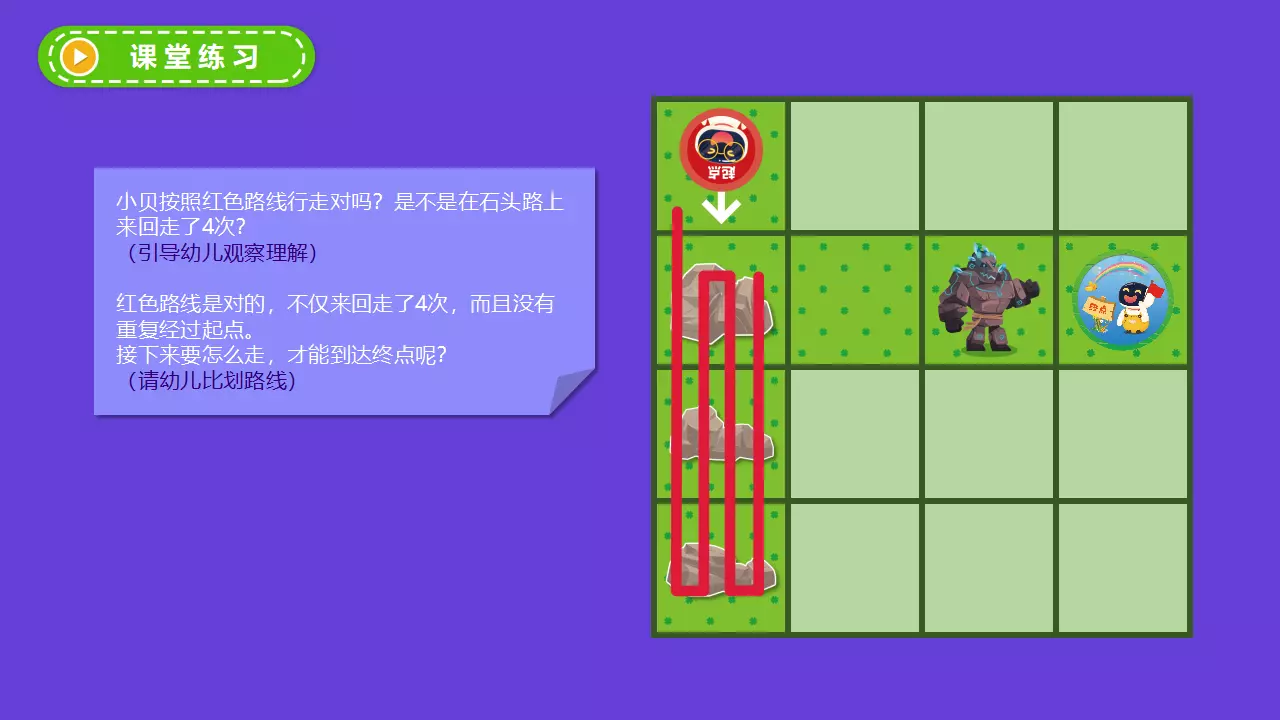 课堂练习
小贝按照红色路线行走对吗？是不是在石头路上
来回走了4次？
（引导幼儿观察理解）
红色路线是对的，不仅来回走了4次，而且没有
重复经过起点。
接下来要怎么走，才能到达终点呢？
（请幼儿比划路线）
起点
终点